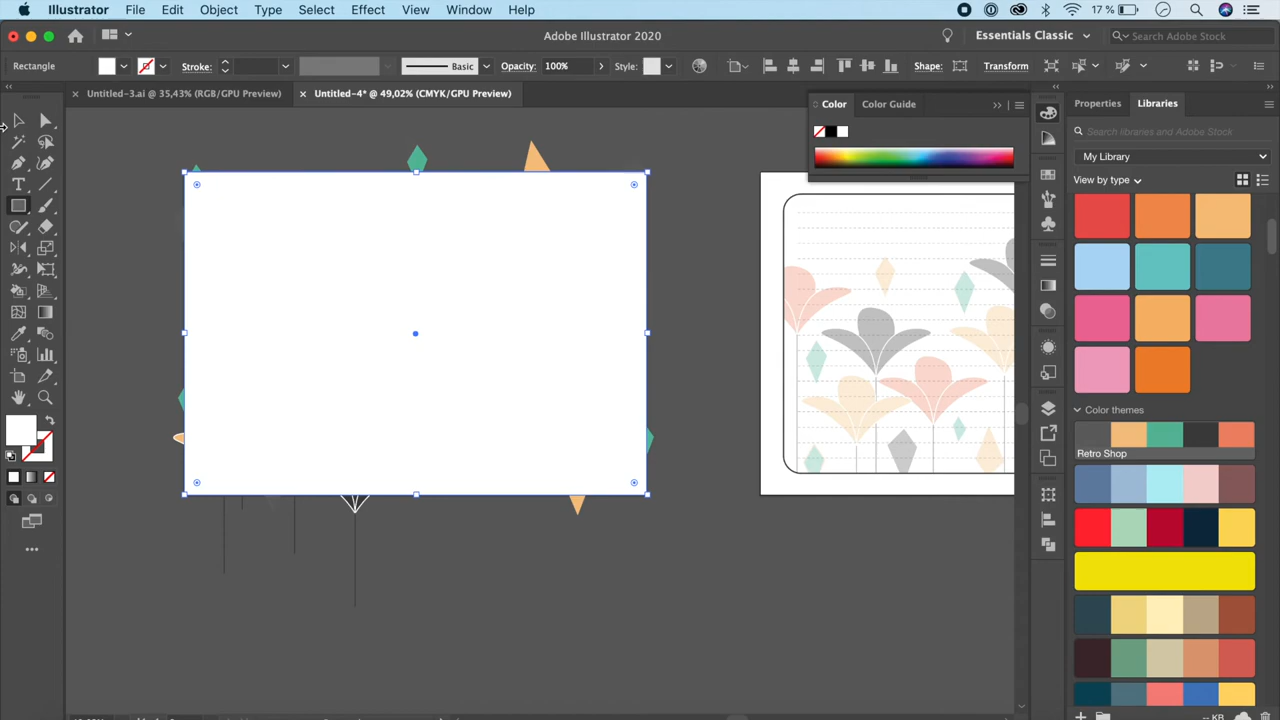 Illustrator File Edit Object Type Select Effect View Window Help 17 %
Adobe Illustrator 2020 Essentials Classic Search Adobe Stock
Rectangle Stroke: Basic Opacity: 100% Style: Shape: Transform
Untitled-3.ai @ 35,43% (RGB/GPU Preview) Untitled-4* @ 49,02% (CMYK/GPU Preview)
Color Color Guide
Properties Libraries
Search libraries and Adobe Stock
My Library
View by type
Color themes
Retro Shop
-- KB